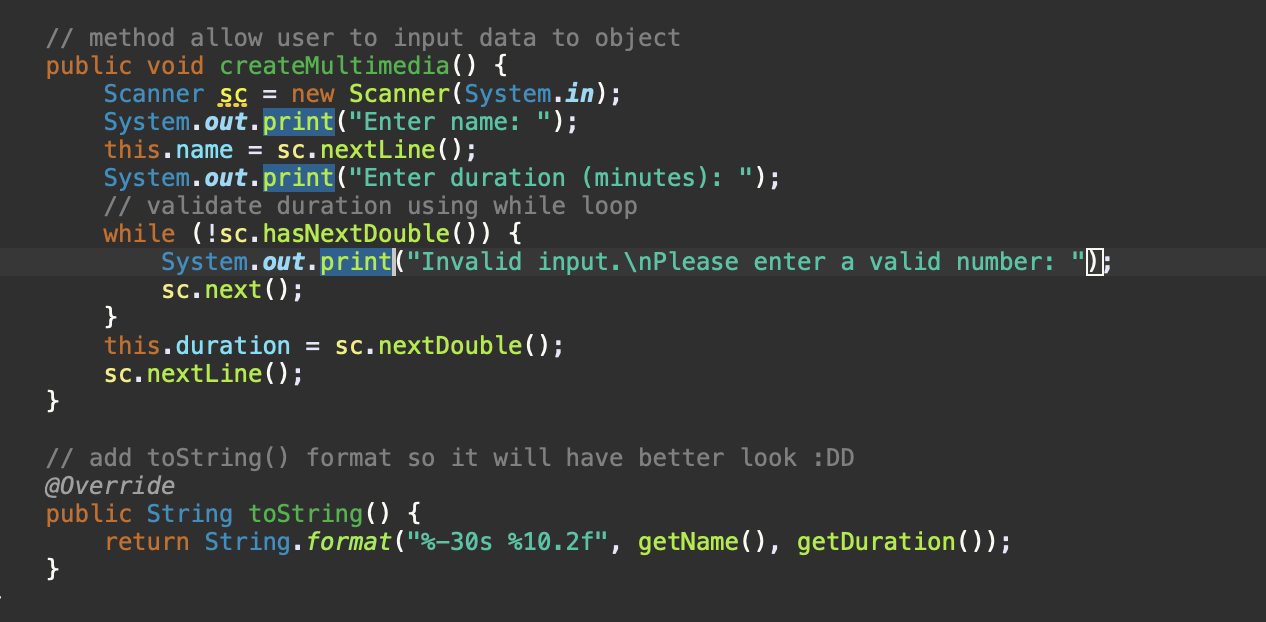 // method allow user to input data to object
public void createMultimedia() {
    Scanner sc = new Scanner(System.in);
    System.out.print("Enter name: ");
    this.name = sc.nextLine();
    System.out.print("Enter duration (minutes): ");
    // validate duration using while loop
    while (!sc.hasNextDouble()) {
        System.out.print("Invalid input.\nPlease enter a valid number: ");
        sc.next();
    }
    this.duration = sc.nextDouble();
    sc.nextLine();
}

// add toString() format so it will have better look :DD
@Override
public String toString() {
    return String.format("%-30s %10.2f", getName(), getDuration());
}